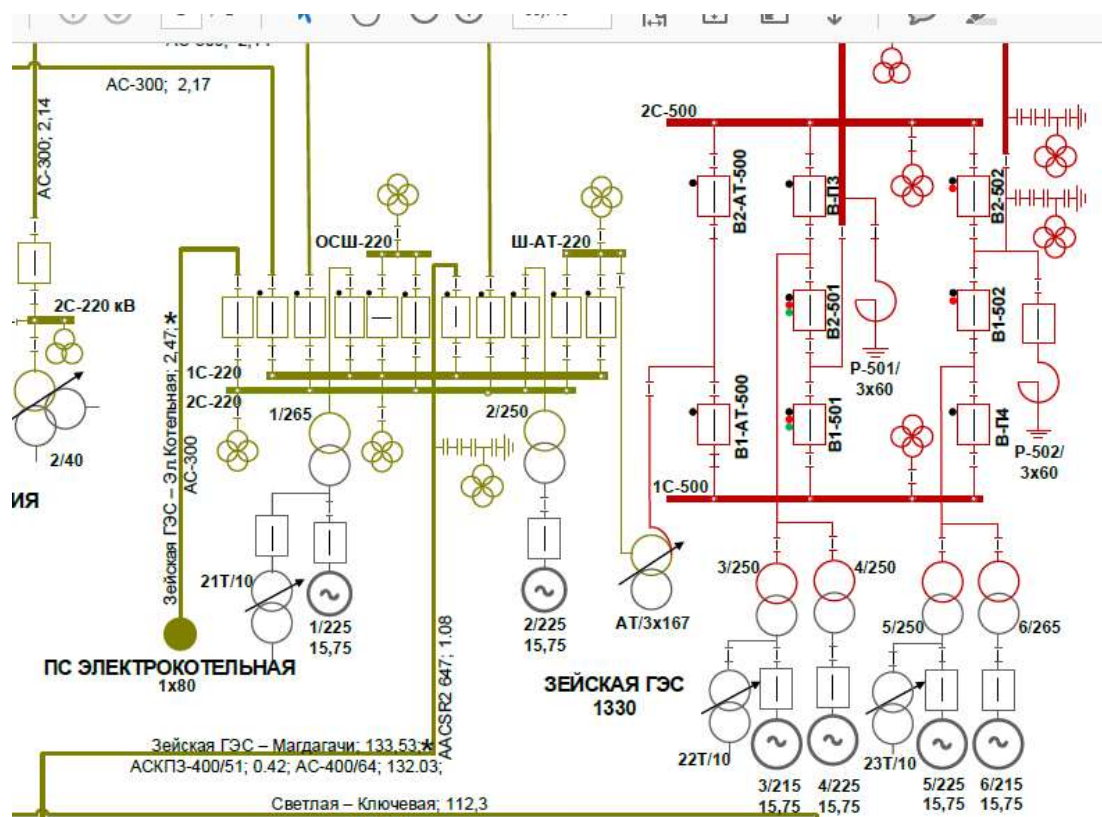 АС-300; 2,17
АС-300; 2,14
2С-500
В2-АТ-500
В-П3
В2-502
ОСШ-220
Ш-АТ-220
2С-220 кВ
В2-501
В1-502
Р-501/
3х60
1С-220
2С-220
1/265
2/250
В1-АТ-500
В1-501
В-П4
Р-502/
3х60
2/40
ИЯ
Зейская ГЭС – Эл.Котельная; 2,47;*
АС-300
1С-500
21Т/10
1/225
15,75
2/225
15,75
АТ/3х167
3/250
4/250
5/250
6/265
ПС ЭЛЕКТРОКОТЕЛЬНАЯ
1х80
ЗЕЙСКАЯ ГЭС
1330
AACSR2 647; 1.08
Зейская ГЭС – Магдагачи; 133,53;*
АСКПЗ-400/51; 0.42; АС-400/64; 132.03;
22Т/10
3/215
15,75
4/225
15,75
23Т/10
5/225
15,75
6/215
15,75
Светлая – Ключевая; 112,3